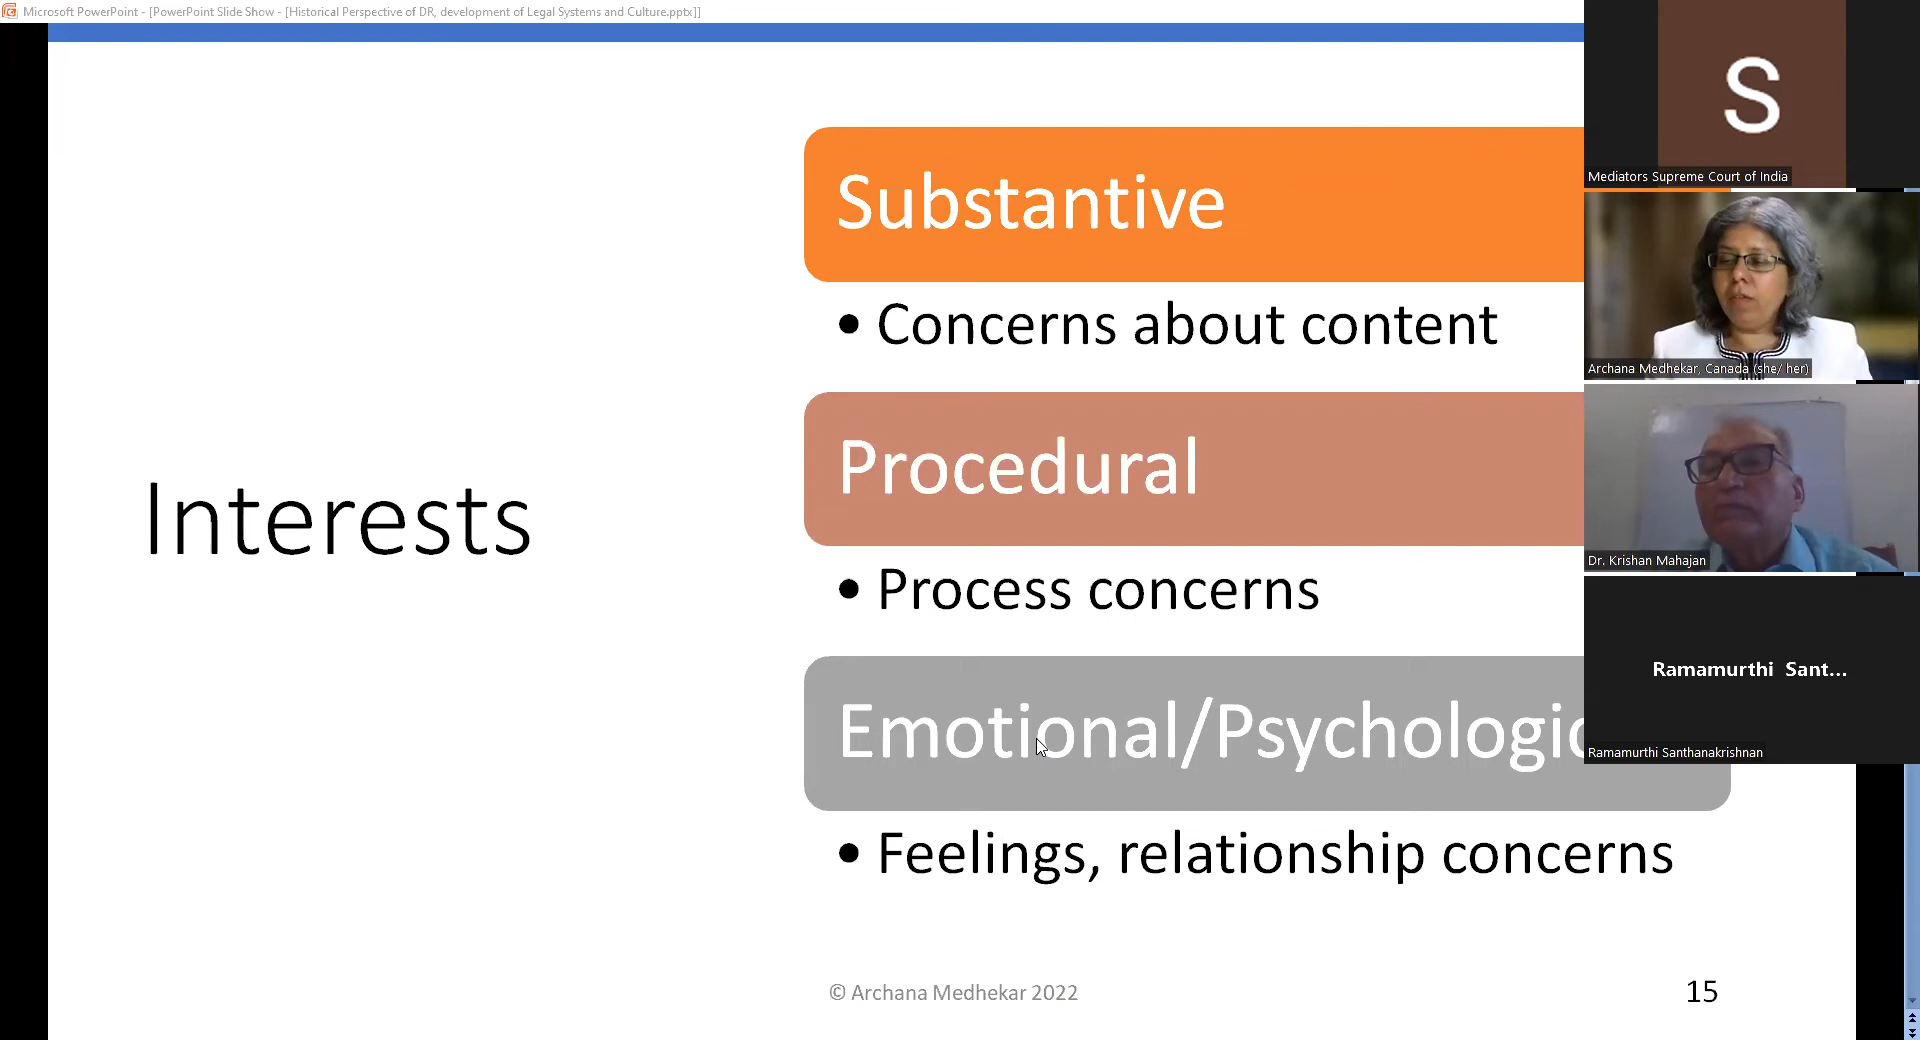 Microsoft PowerPoint - [PowerPoint Slide Show - [Historical Perspective of DR, development of Legal Systems and Culture.pptx]]
Interests
Substantive
• Concerns about content
Procedural
• Process concerns
Emotional/Psychologic
• Feelings, relationship concerns
© Archana Medhekar 2022
15
S
Mediators Supreme Court of India
Archana Medhekar, Canada (she/ her)
Dr. Krishan Mahajan
Ramamurthi Sant...
Ramamurthi Santhanakrishnan